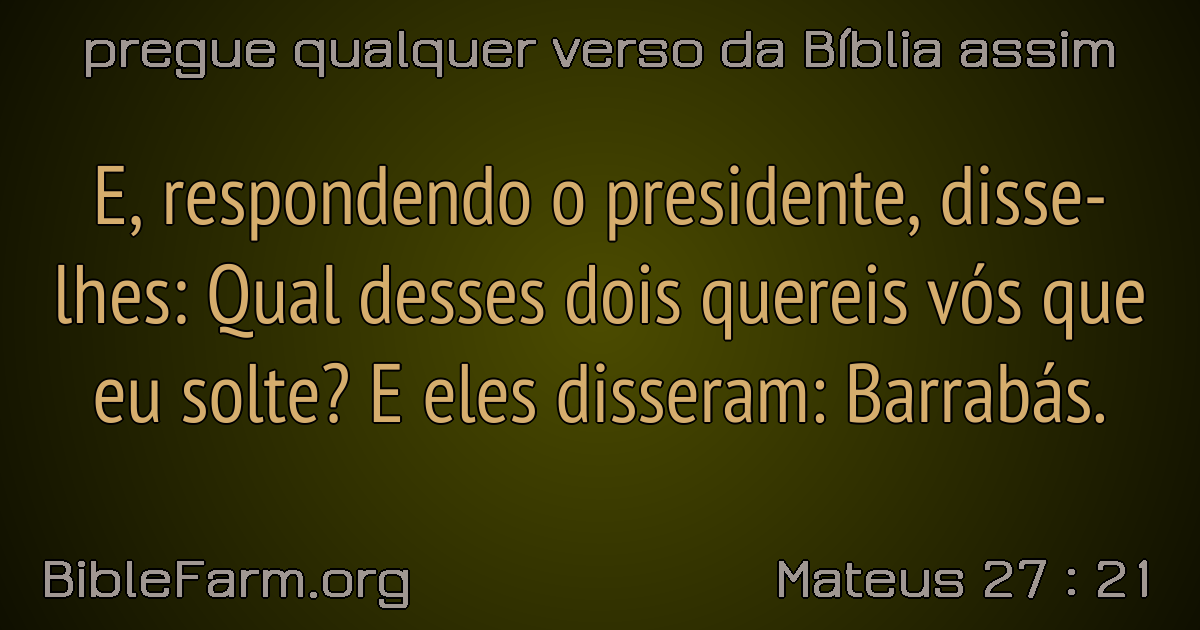 pregue qualquer verso da Bíblia assim
E, respondendo o presidente, disse-
lhes: Qual desses dois quereis vós que
eu solte? E eles disseram: Barrabás.
BibleFarm.org
Mateus 27 : 21